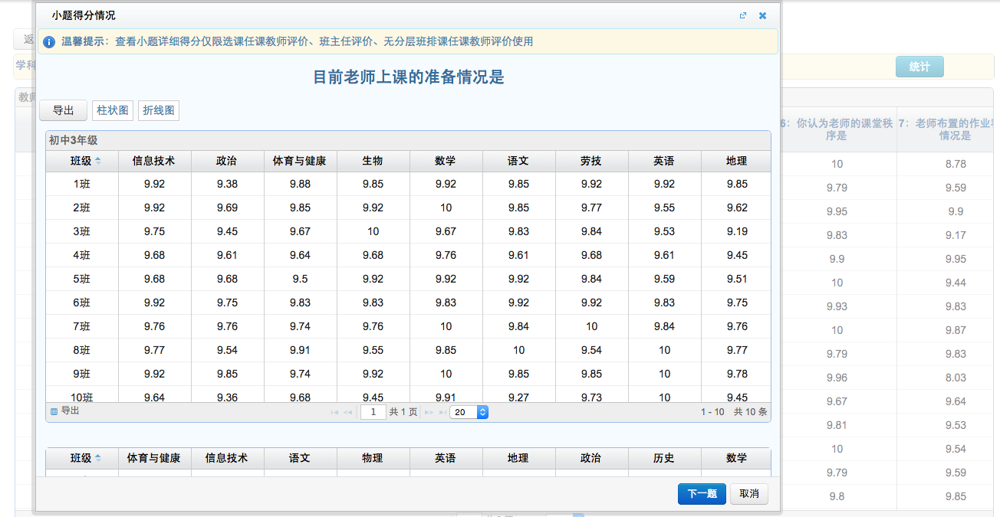 小题得分情况
温馨提示：查看小题详细得分仅限选课任课教师评价、班主任评价、无分层班排课任课教师评价使用
返
学科
统计
目前老师上课的准备情况是
教师
导出 柱状图 折线图
6：你认为老师的课堂秩序是
7：老师布置的作业
情况是
初中3年级
班级 信息技术 政治 体育与健康 生物 数学 语文 劳技 英语 地理
1班 9.92 9.38 9.88 9.85 9.92 9.85 9.92 9.92 9.85
2班 9.92 9.69 9.85 9.92 10 9.85 9.77 9.55 9.62
3班 9.75 9.45 9.67 10 9.67 9.83 9.84 9.53 9.19
4班 9.68 9.61 9.64 9.68 9.76 9.61 9.68 9.61 9.45
5班 9.68 9.68 9.5 9.92 9.92 9.92 9.84 9.59 9.51
6班 9.92 9.75 9.83 9.83 9.83 9.92 9.92 9.83 9.75
7班 9.76 9.76 9.74 9.76 10 9.84 10 9.84 9.76
8班 9.77 9.54 9.91 9.55 9.85 10 9.54 10 9.77
9班 9.92 9.85 9.74 9.92 10 9.85 9.85 10 9.78
10班 9.64 9.36 9.68 9.45 9.91 9.27 9.73 10 9.45
导出 1 共 1 页 20 1 - 10 共 10 条
班级 体育与健康 信息技术 语文 物理 英语 地理 政治 历史 数学
下一题 取消
10 8.78
9.79 9.59
9.95 9.9
9.83 9.17
9.9 9.95
10 9.44
9.93 9.83
10 9.87
9.79 9.83
9.96 8.03
9.67 9.64
9.81 9.53
10 9.54
9.79 9.59
9.8 9.85